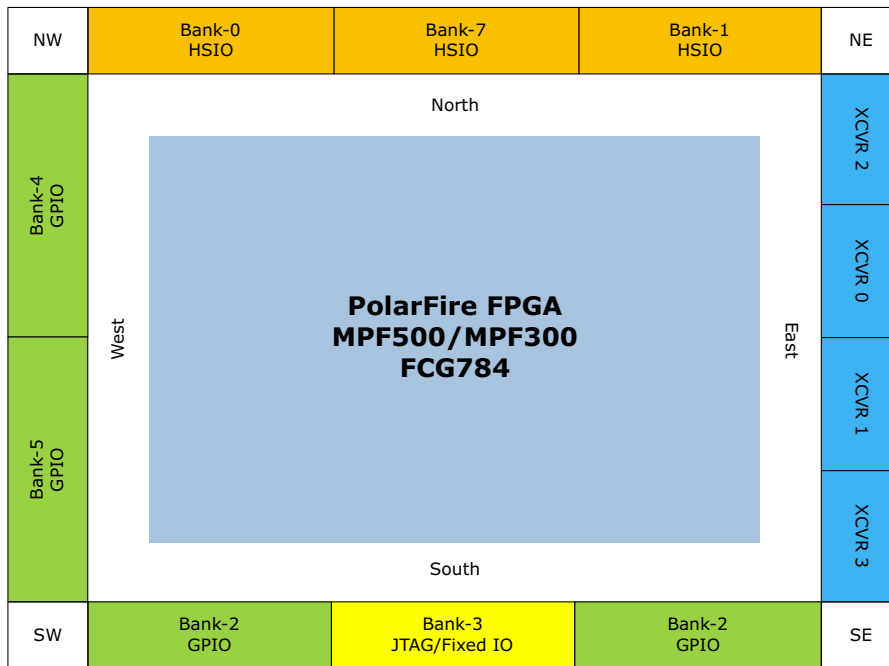 NW
Bank-0
HSIO
Bank-7
HSIO
Bank-1
HSIO
NE
North
Bank-4
GPIO
Bank-5
GPIO
West
PolarFire FPGA
MPF500/MPF300
FCG784
East
XCVR 2
XCVR 0
XCVR 1
XCVR 3
South
SW
Bank-2
GPIO
Bank-3
JTAG/Fixed IO
Bank-2
GPIO
SE